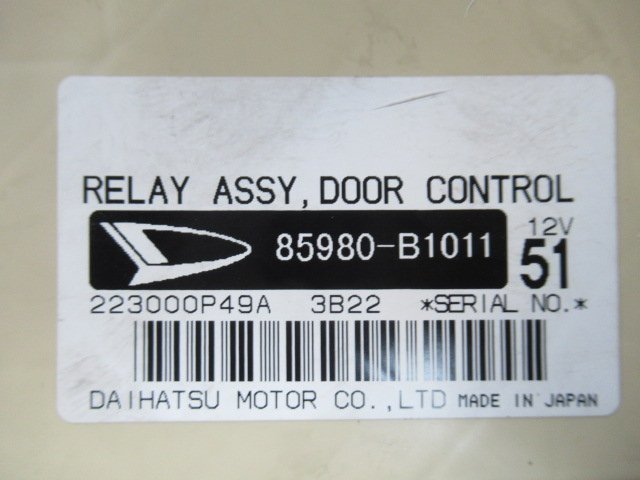 RELAY ASSY, DOOR CONTROL
85980-B1011
12V
51
223000P49A 3B22 *SERIAL NO.*
DAIHATSU MOTOR CO.,LTD MADE IN JAPAN